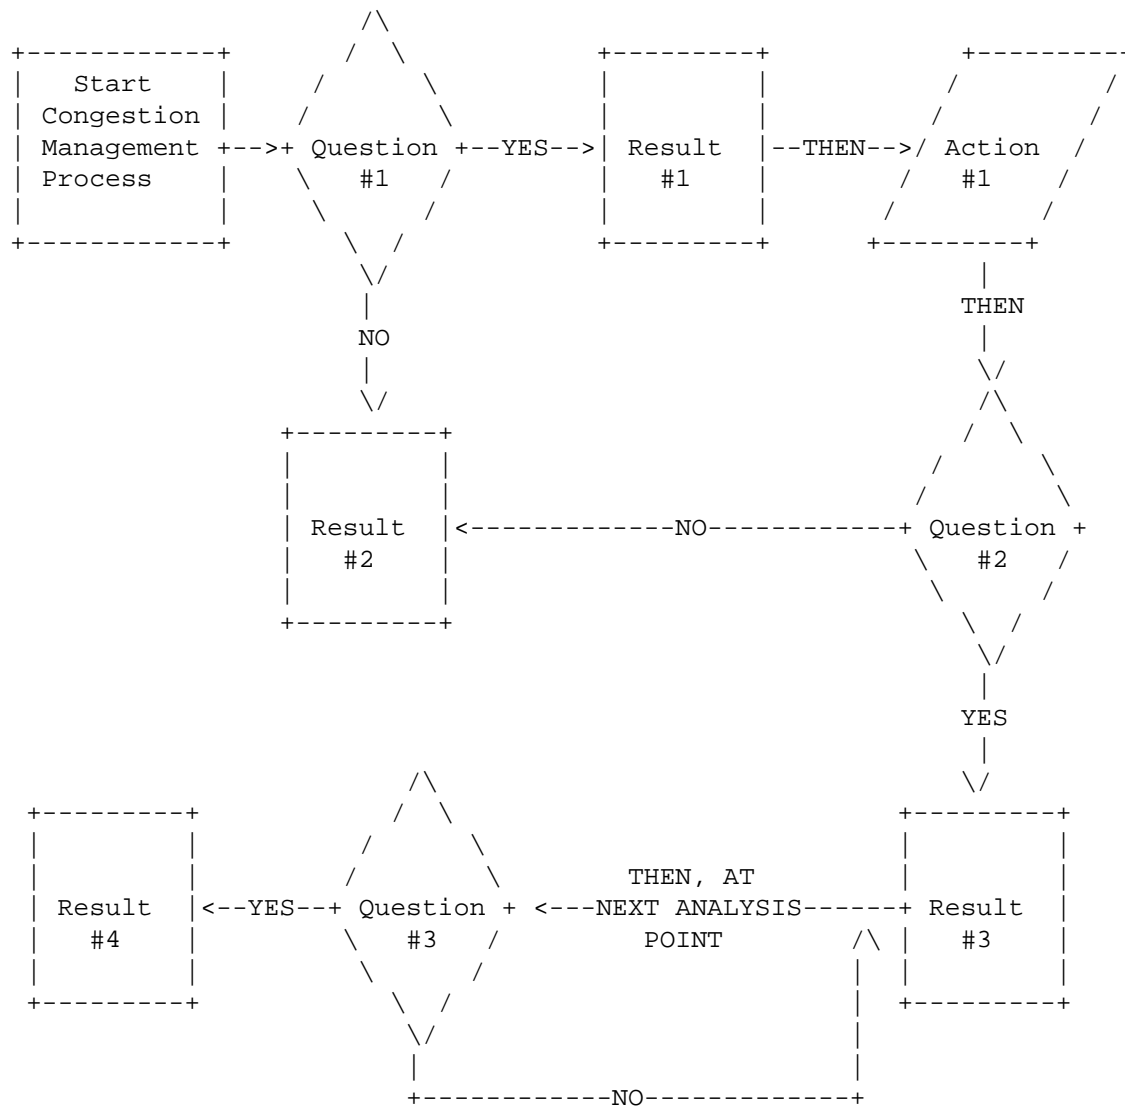 Start
Congestion
Management
Process
Question
#1
YES
Result
#1
THEN
Action
#1
NO
THEN
Result
#2
NO
Question
#2
YES
Result
#4
YES
Question
#3
THEN, AT
NEXT ANALYSIS
POINT
Result
#3
NO